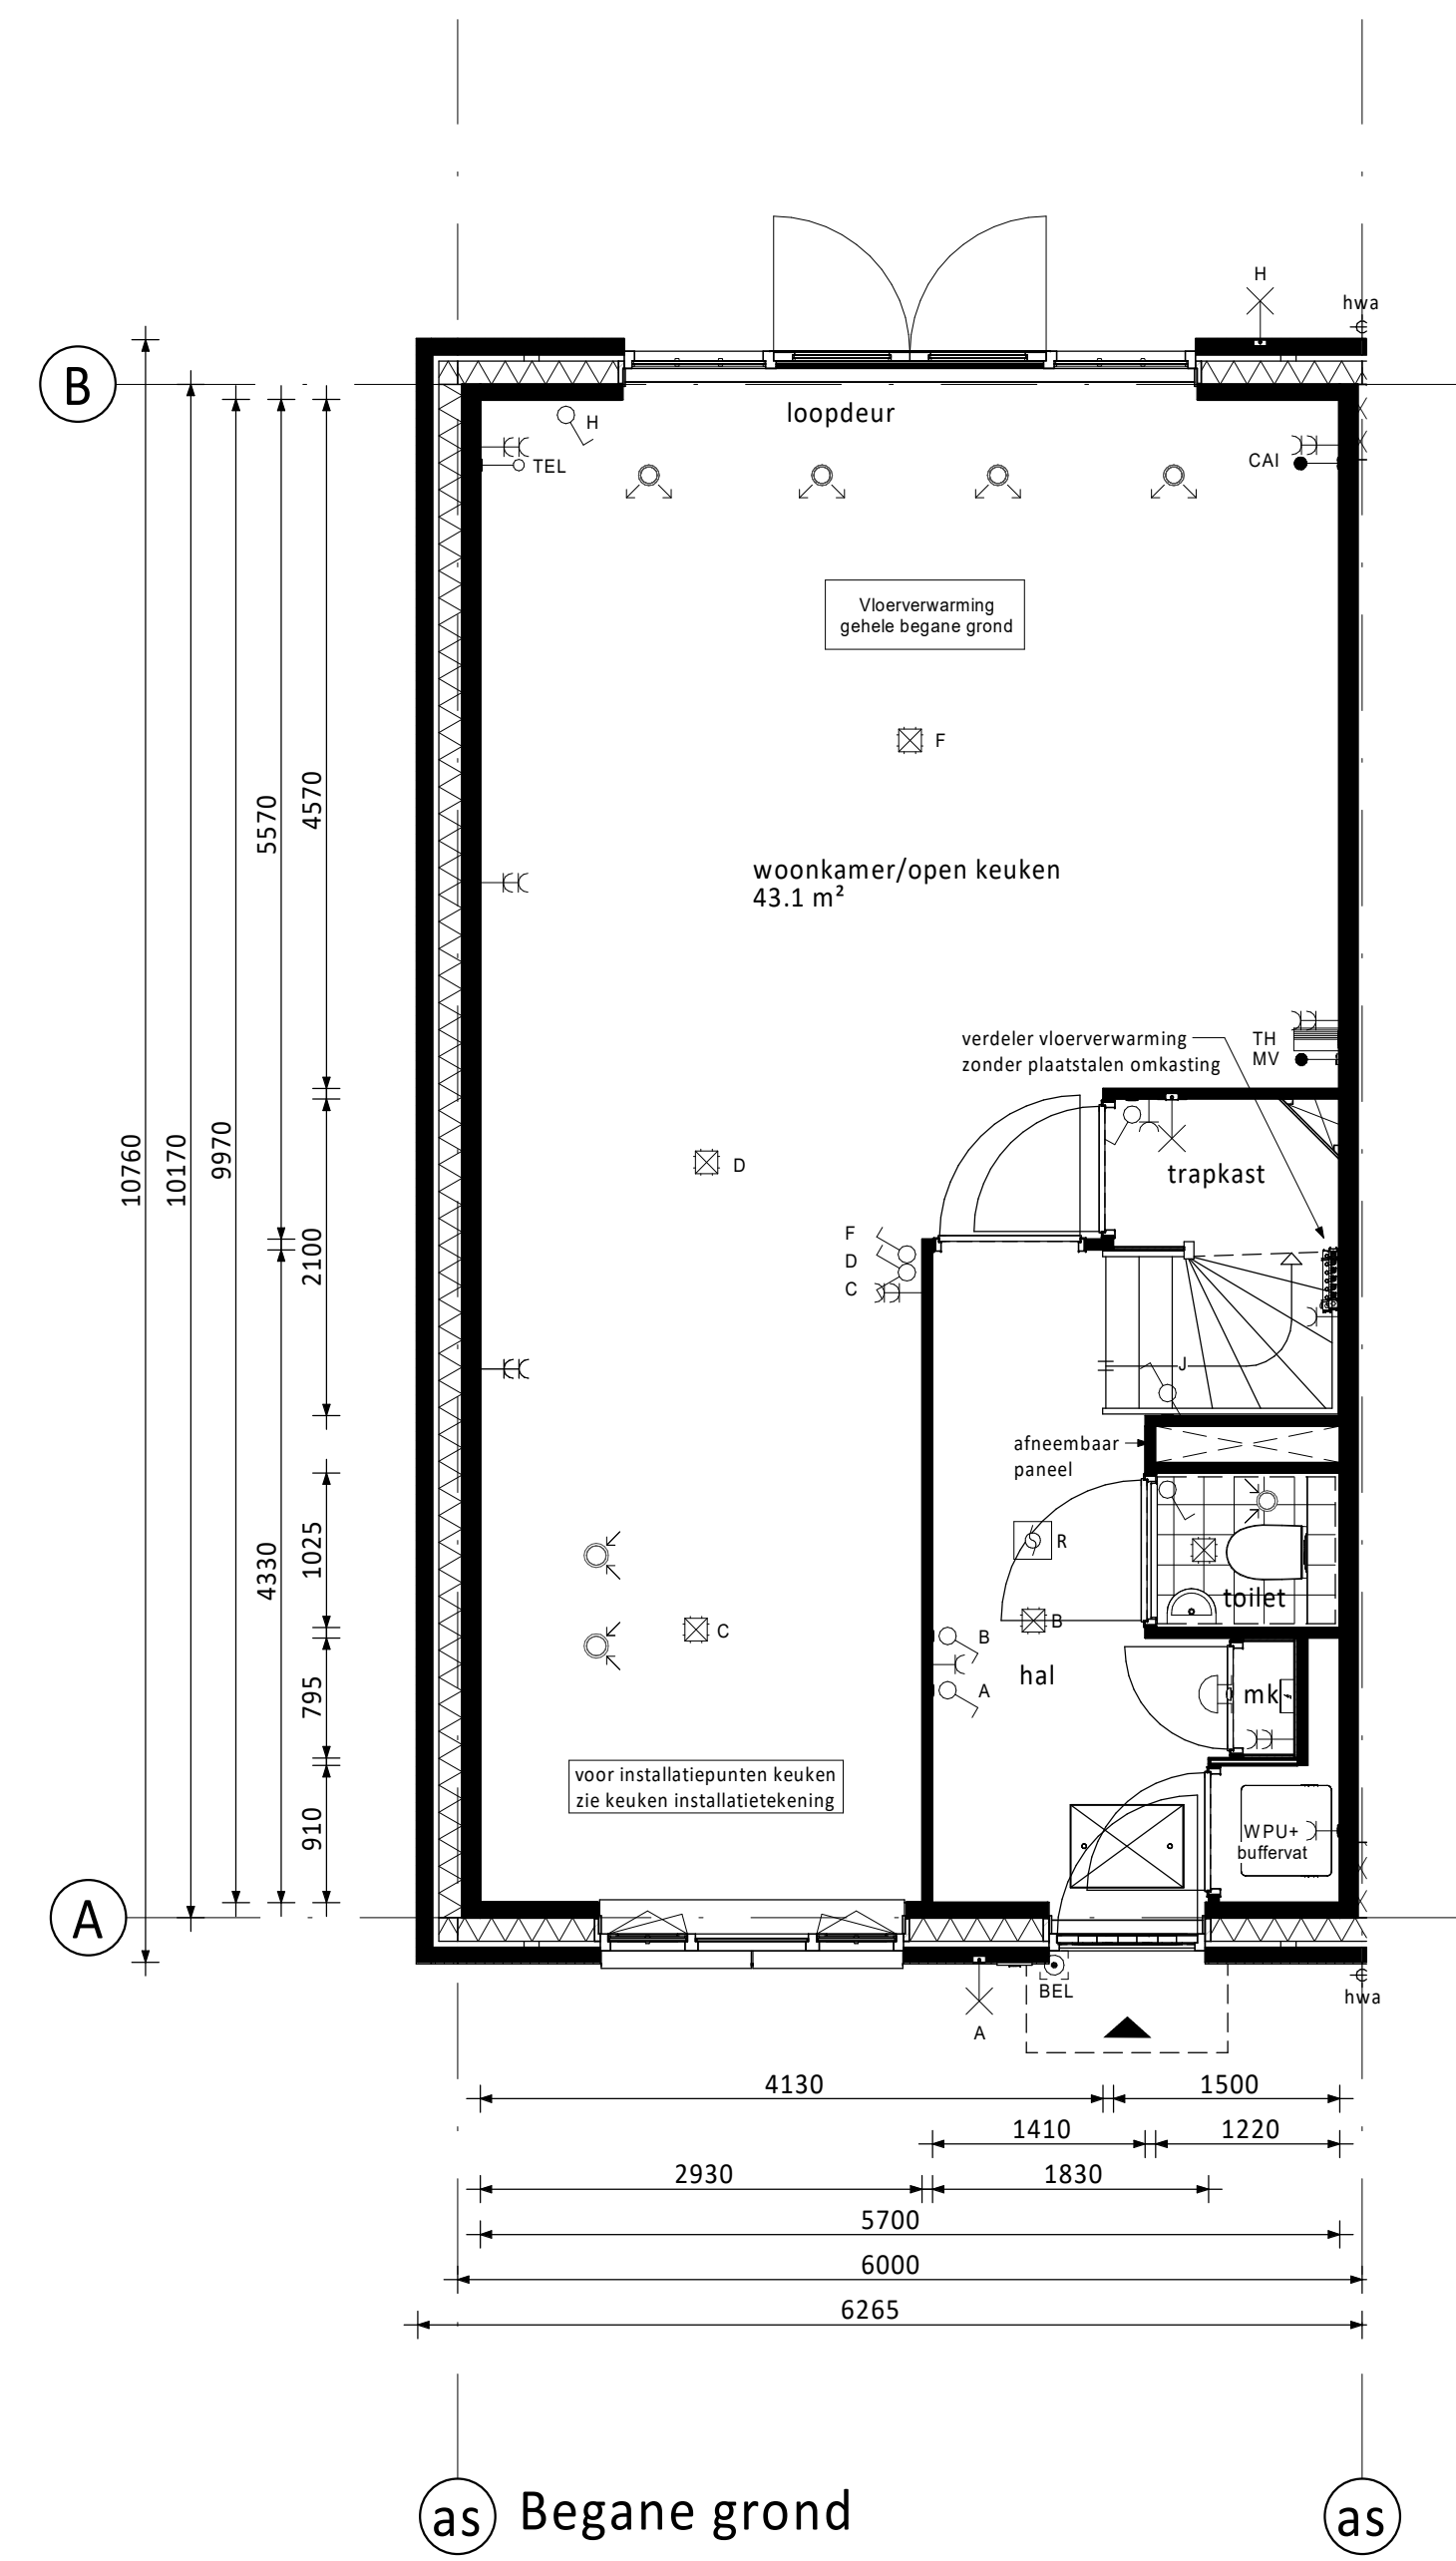 H
hwa
B
loopdeur
H
TEL
CAI
Vloerverwarming
gehele begane grond
F
5570
4570
woonkamer/open keuken
43.1 m²
verdeler vloerverwarming
zonder plaatstalen omkasting
TH
MV
10760
10170
9970
2100
D
trapkast
F
D
C
J
afneembaar
paneel
4330
1025
R
toilet
C
B
B
hal
A
mk
795
voor installatiepunten keuken
zie keuken installatietekening
910
WPU+
buffervat
A
BEL
hwa
A
4130
1500
1410
1220
2930
1830
5700
6000
6265
as
Begane grond
as